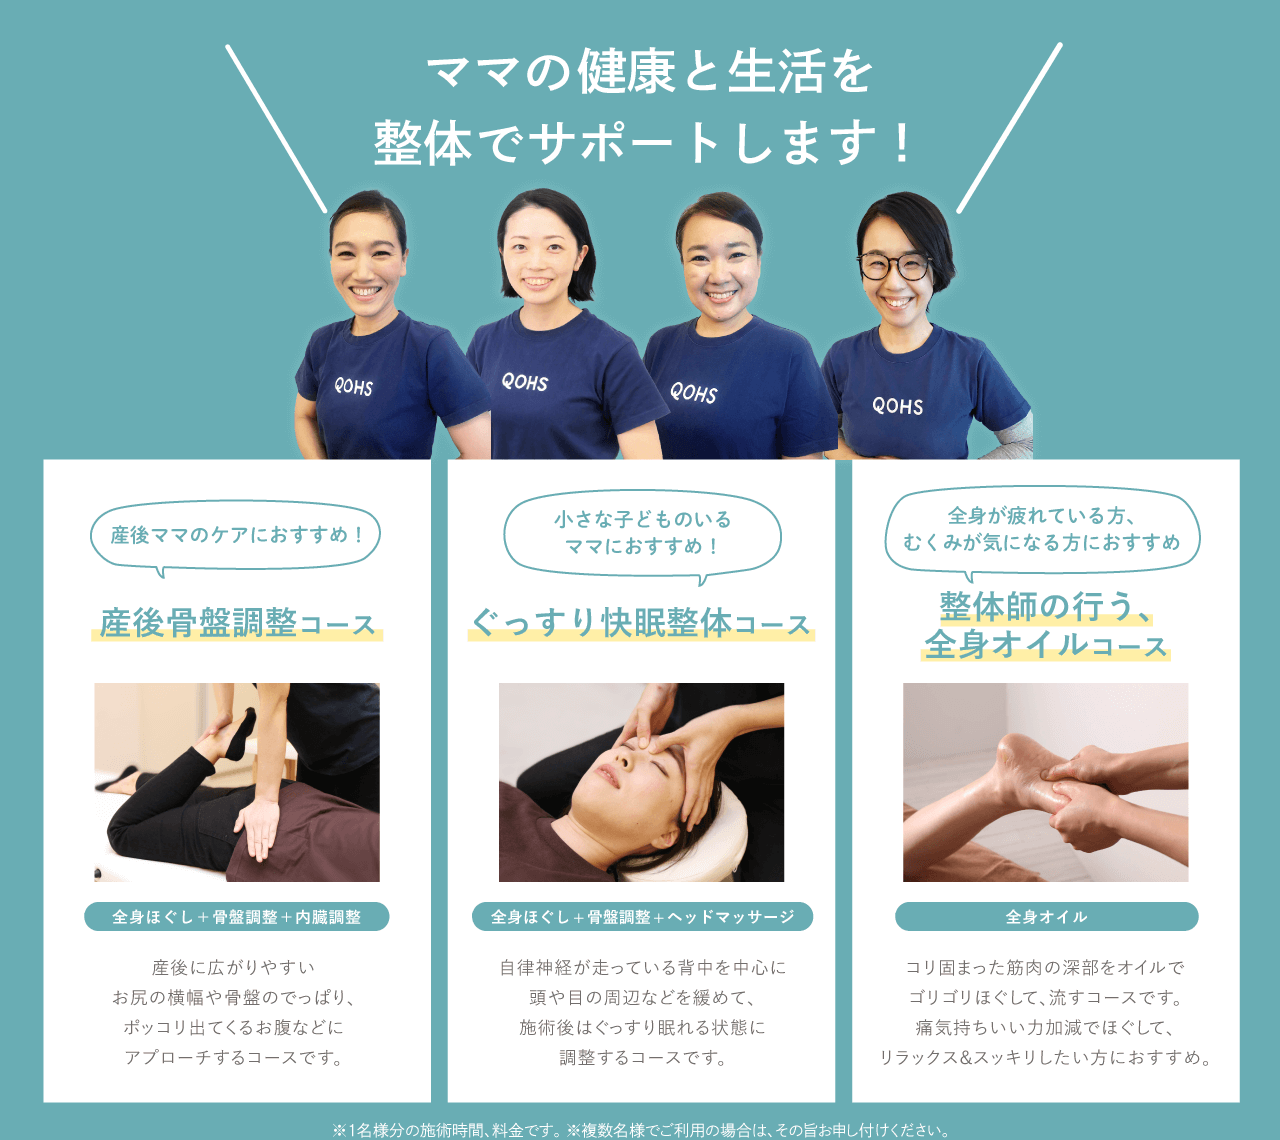 ママの健康と生活を
整体でサポートします！
QOHS
QOHS
QOHS
QOHS
産後ママのケアにおすすめ！
産後骨盤調整コース
全身ほぐし＋骨盤調整＋内臓調整
産後に広がりやすい
お尻の横幅や骨盤のでっぱり、
ポッコリ出てくるお腹などに
アプローチするコースです。
小さな子どものいる
ママにおすすめ！
ぐっすり快眠整体コース
全身ほぐし＋骨盤調整＋ヘッドマッサージ
自律神経が走っている背中を中心に
頭や目の周辺などを緩めて、
施術後はぐっすり眠れる状態に
調整するコースです。
全身が疲れている方、
むくみが気になる方におすすめ
整体師の行う、
全身オイルコース
全身オイル
コリ固まった筋肉の深部をオイルで
ゴリゴリほぐして、流すコースです。
痛気持ちいい力加減でほぐして、
リラックス&スッキリしたい方におすすめ。
※1名様分の施術時間、料金です。※複数名様でご利用の場合は、その旨お申し付けください。